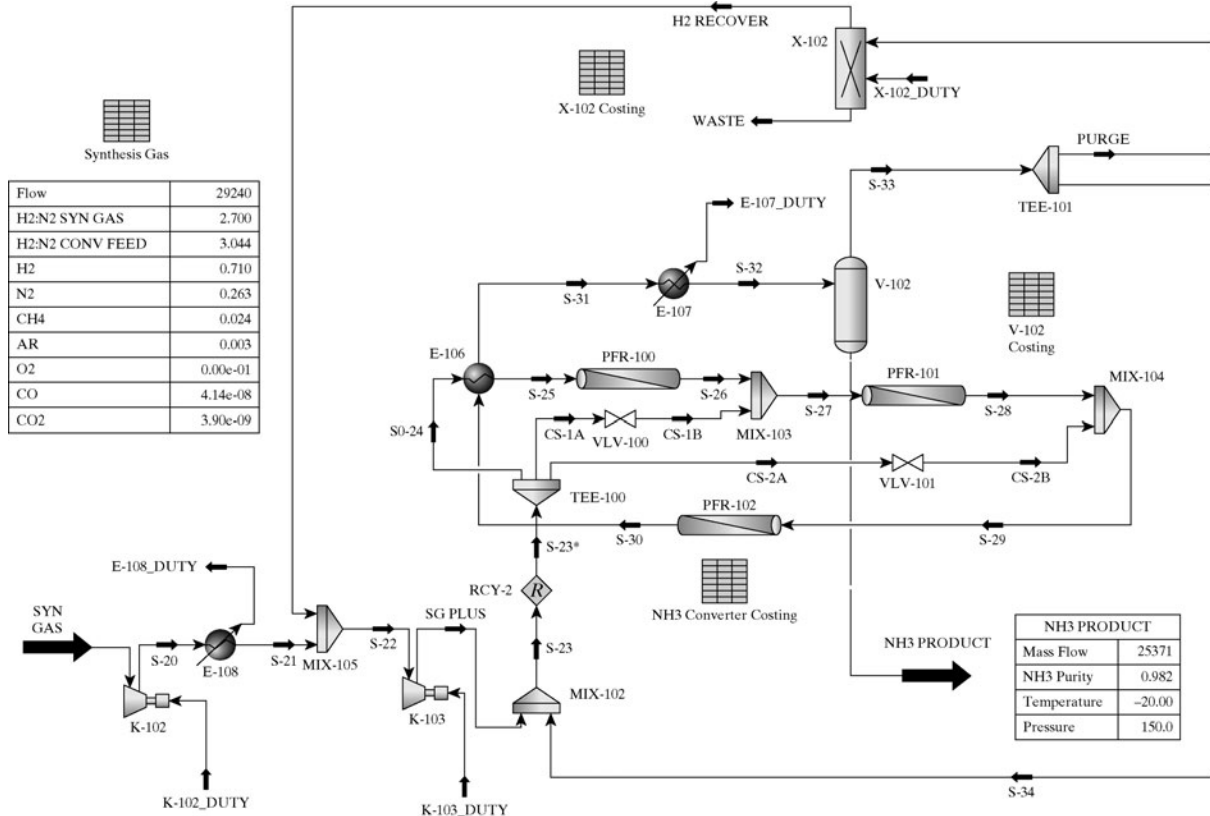 H2 RECOVER
X-102
X-102 Costing
X-102_DUTY
WASTE
Synthesis Gas
PURGE
S-33
TEE-101
Flow 29240
H2:N2 SYN GAS 2.700
H2:N2 CONV FEED 3.044
H2 0.710
N2 0.263
CH4 0.024
AR 0.003
O2 0.00e-01
CO 4.14e-08
CO2 3.90e-09
E-107_DUTY
S-31
S-32
E-107
V-102
V-102
Costing
E-106
PFR-100
S-25
S-26
MIX-103
S-27
PFR-101
S-28
MIX-104
S0-24
CS-1A
VLV-100
CS-1B
CS-2A
VLV-101
CS-2B
TEE-100
PFR-102
S-30
S-29
S-23*
RCY-2
R
NH3 Converter Costing
E-108_DUTY
SYN
GAS
S-20
E-108
S-21
MIX-105
S-22
SG PLUS
S-23
K-102
K-103
MIX-102
NH3 PRODUCT
NH3 PRODUCT
Mass Flow 25371
NH3 Purity 0.982
Temperature –20.00
Pressure 150.0
K-102_DUTY
K-103_DUTY
S-34